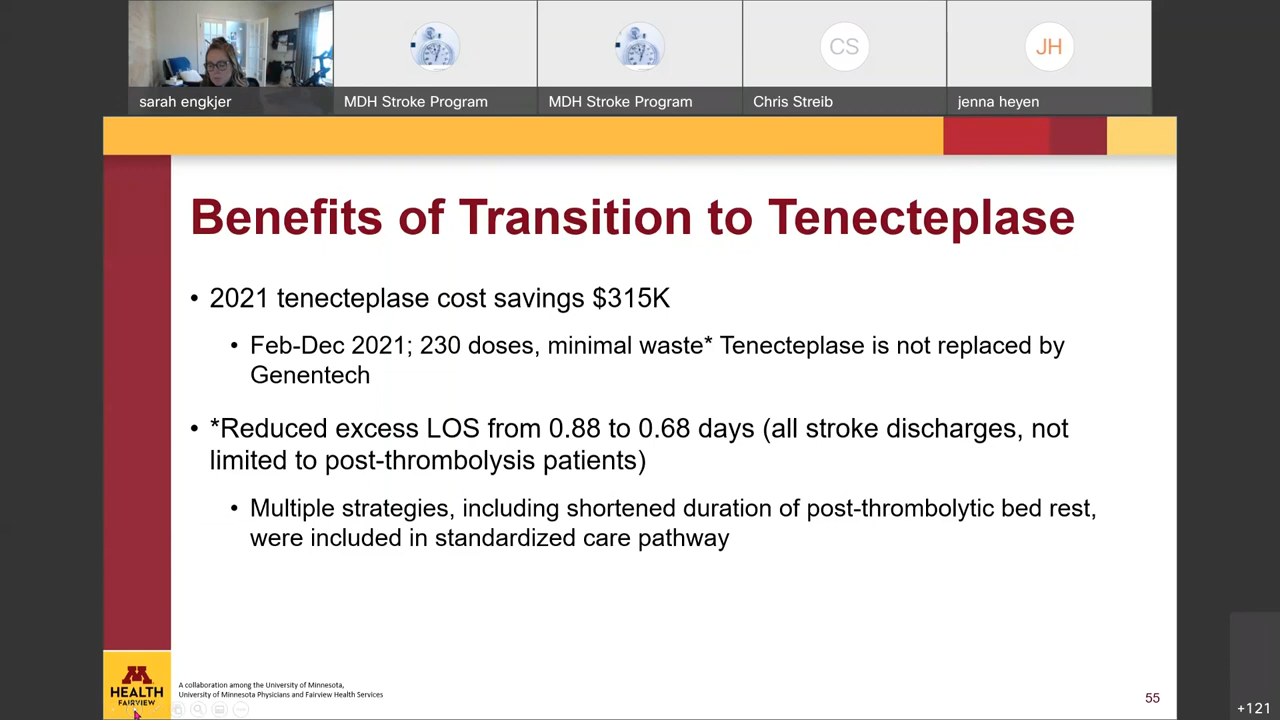 CS
JH
sarah engkjer
MDH Stroke Program
MDH Stroke Program
Chris Streib
jenna heyen
Benefits of Transition to Tenecteplase
• 2021 tenecteplase cost savings $315K
• Feb-Dec 2021; 230 doses, minimal waste* Tenecteplase is not replaced by
Genentech
• *Reduced excess LOS from 0.88 to 0.68 days (all stroke discharges, not
limited to post-thrombolysis patients)
• Multiple strategies, including shortened duration of post-thrombolytic bed rest,
were included in standardized care pathway
M
HEALTH
FAIRVIEW
A collaboration among the University of Minnesota,
University of Minnesota Physicians and Fairview Health Services
55
+121